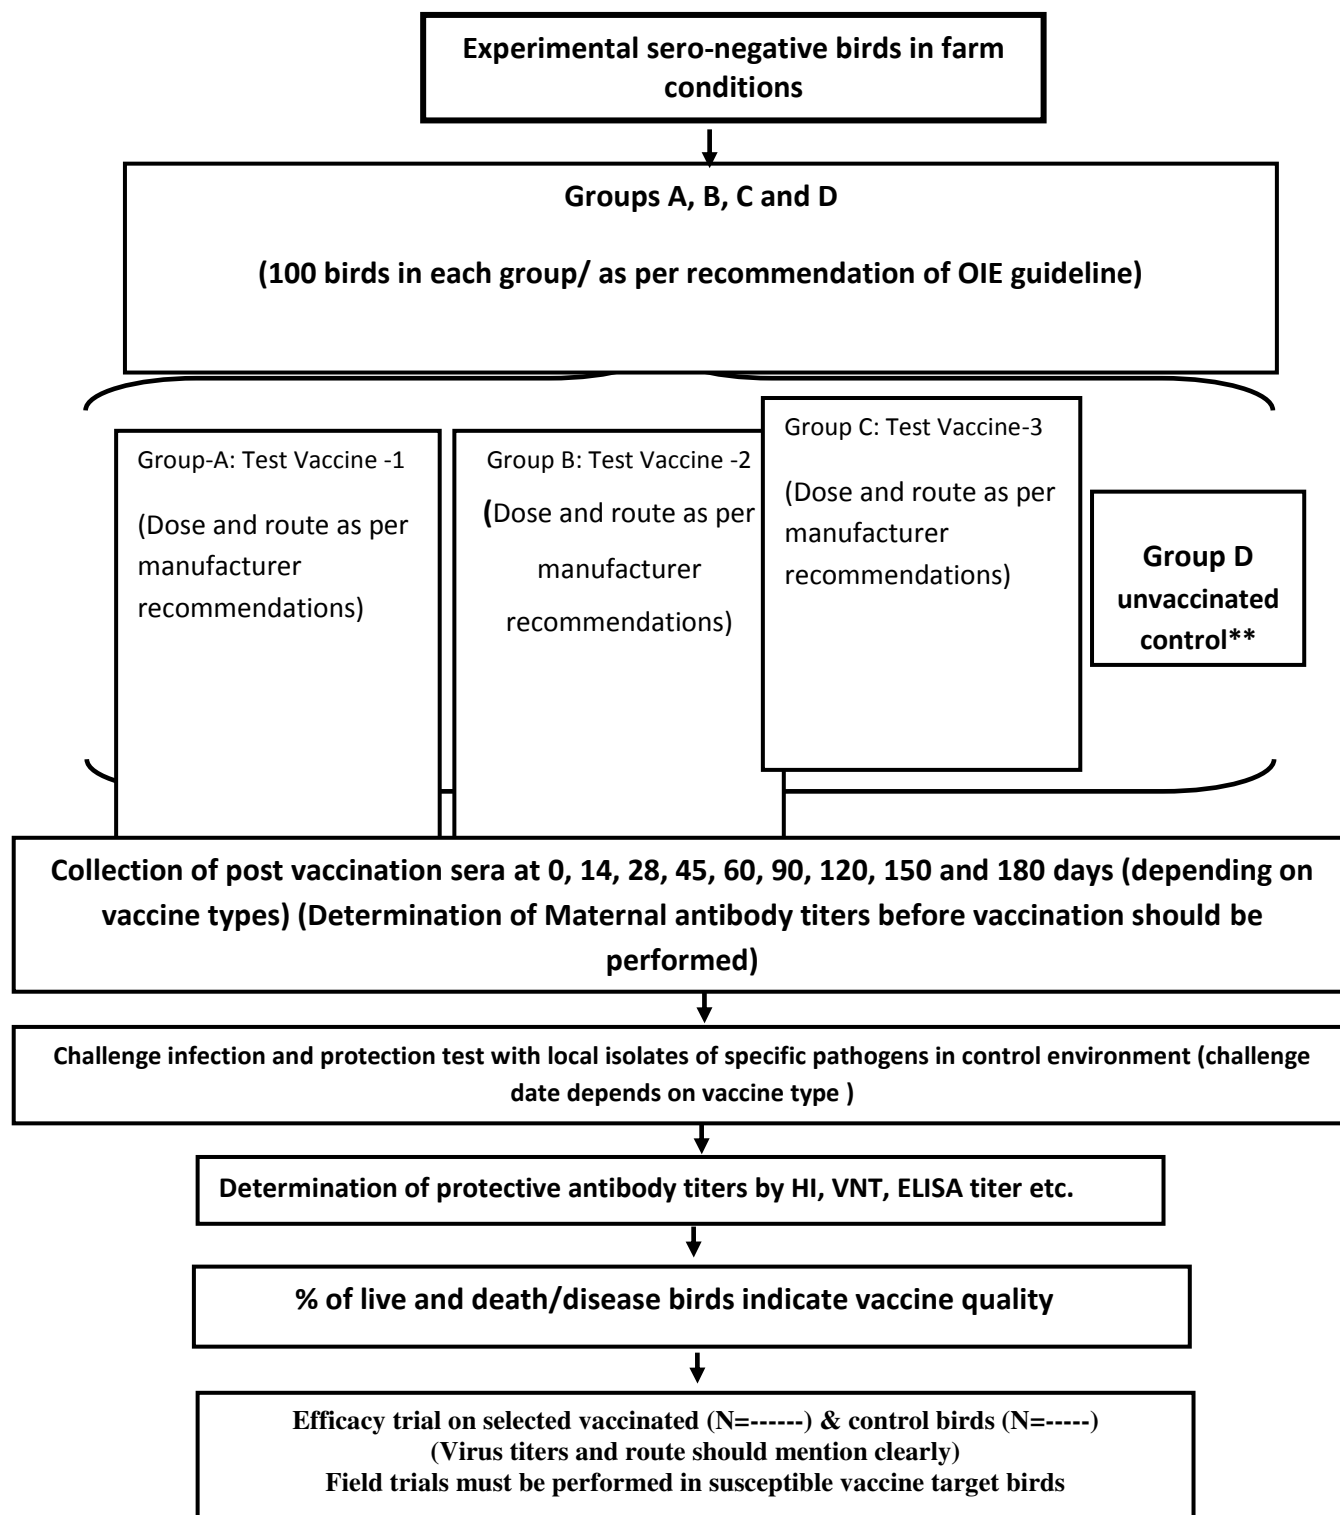 Experimental sero-negative birds in farm
conditions
Groups A, B, C and D
(100 birds in each group/ as per recommendation of OIE guideline)
Group-A: Test Vaccine -1
(Dose and route as per
manufacturer
recommendations)
Group B: Test Vaccine -2
(Dose and route as per
manufacturer
recommendations)
Group C: Test Vaccine-3
(Dose and route as per
manufacturer
recommendations)
Group D
unvaccinated
control**
Collection of post vaccination sera at 0, 14, 28, 45, 60, 90, 120, 150 and 180 days (depending on
vaccine types) (Determination of Maternal antibody titers before vaccination should be
performed)
Challenge infection and protection test with local isolates of specific pathogens in control environment (challenge
date depends on vaccine type )
Determination of protective antibody titers by HI, VNT, ELISA titer etc.
% of live and death/disease birds indicate vaccine quality
Efficacy trial on selected vaccinated (N=------) & control birds (N=-----)
(Virus titers and route should mention clearly)
Field trials must be performed in susceptible vaccine target birds